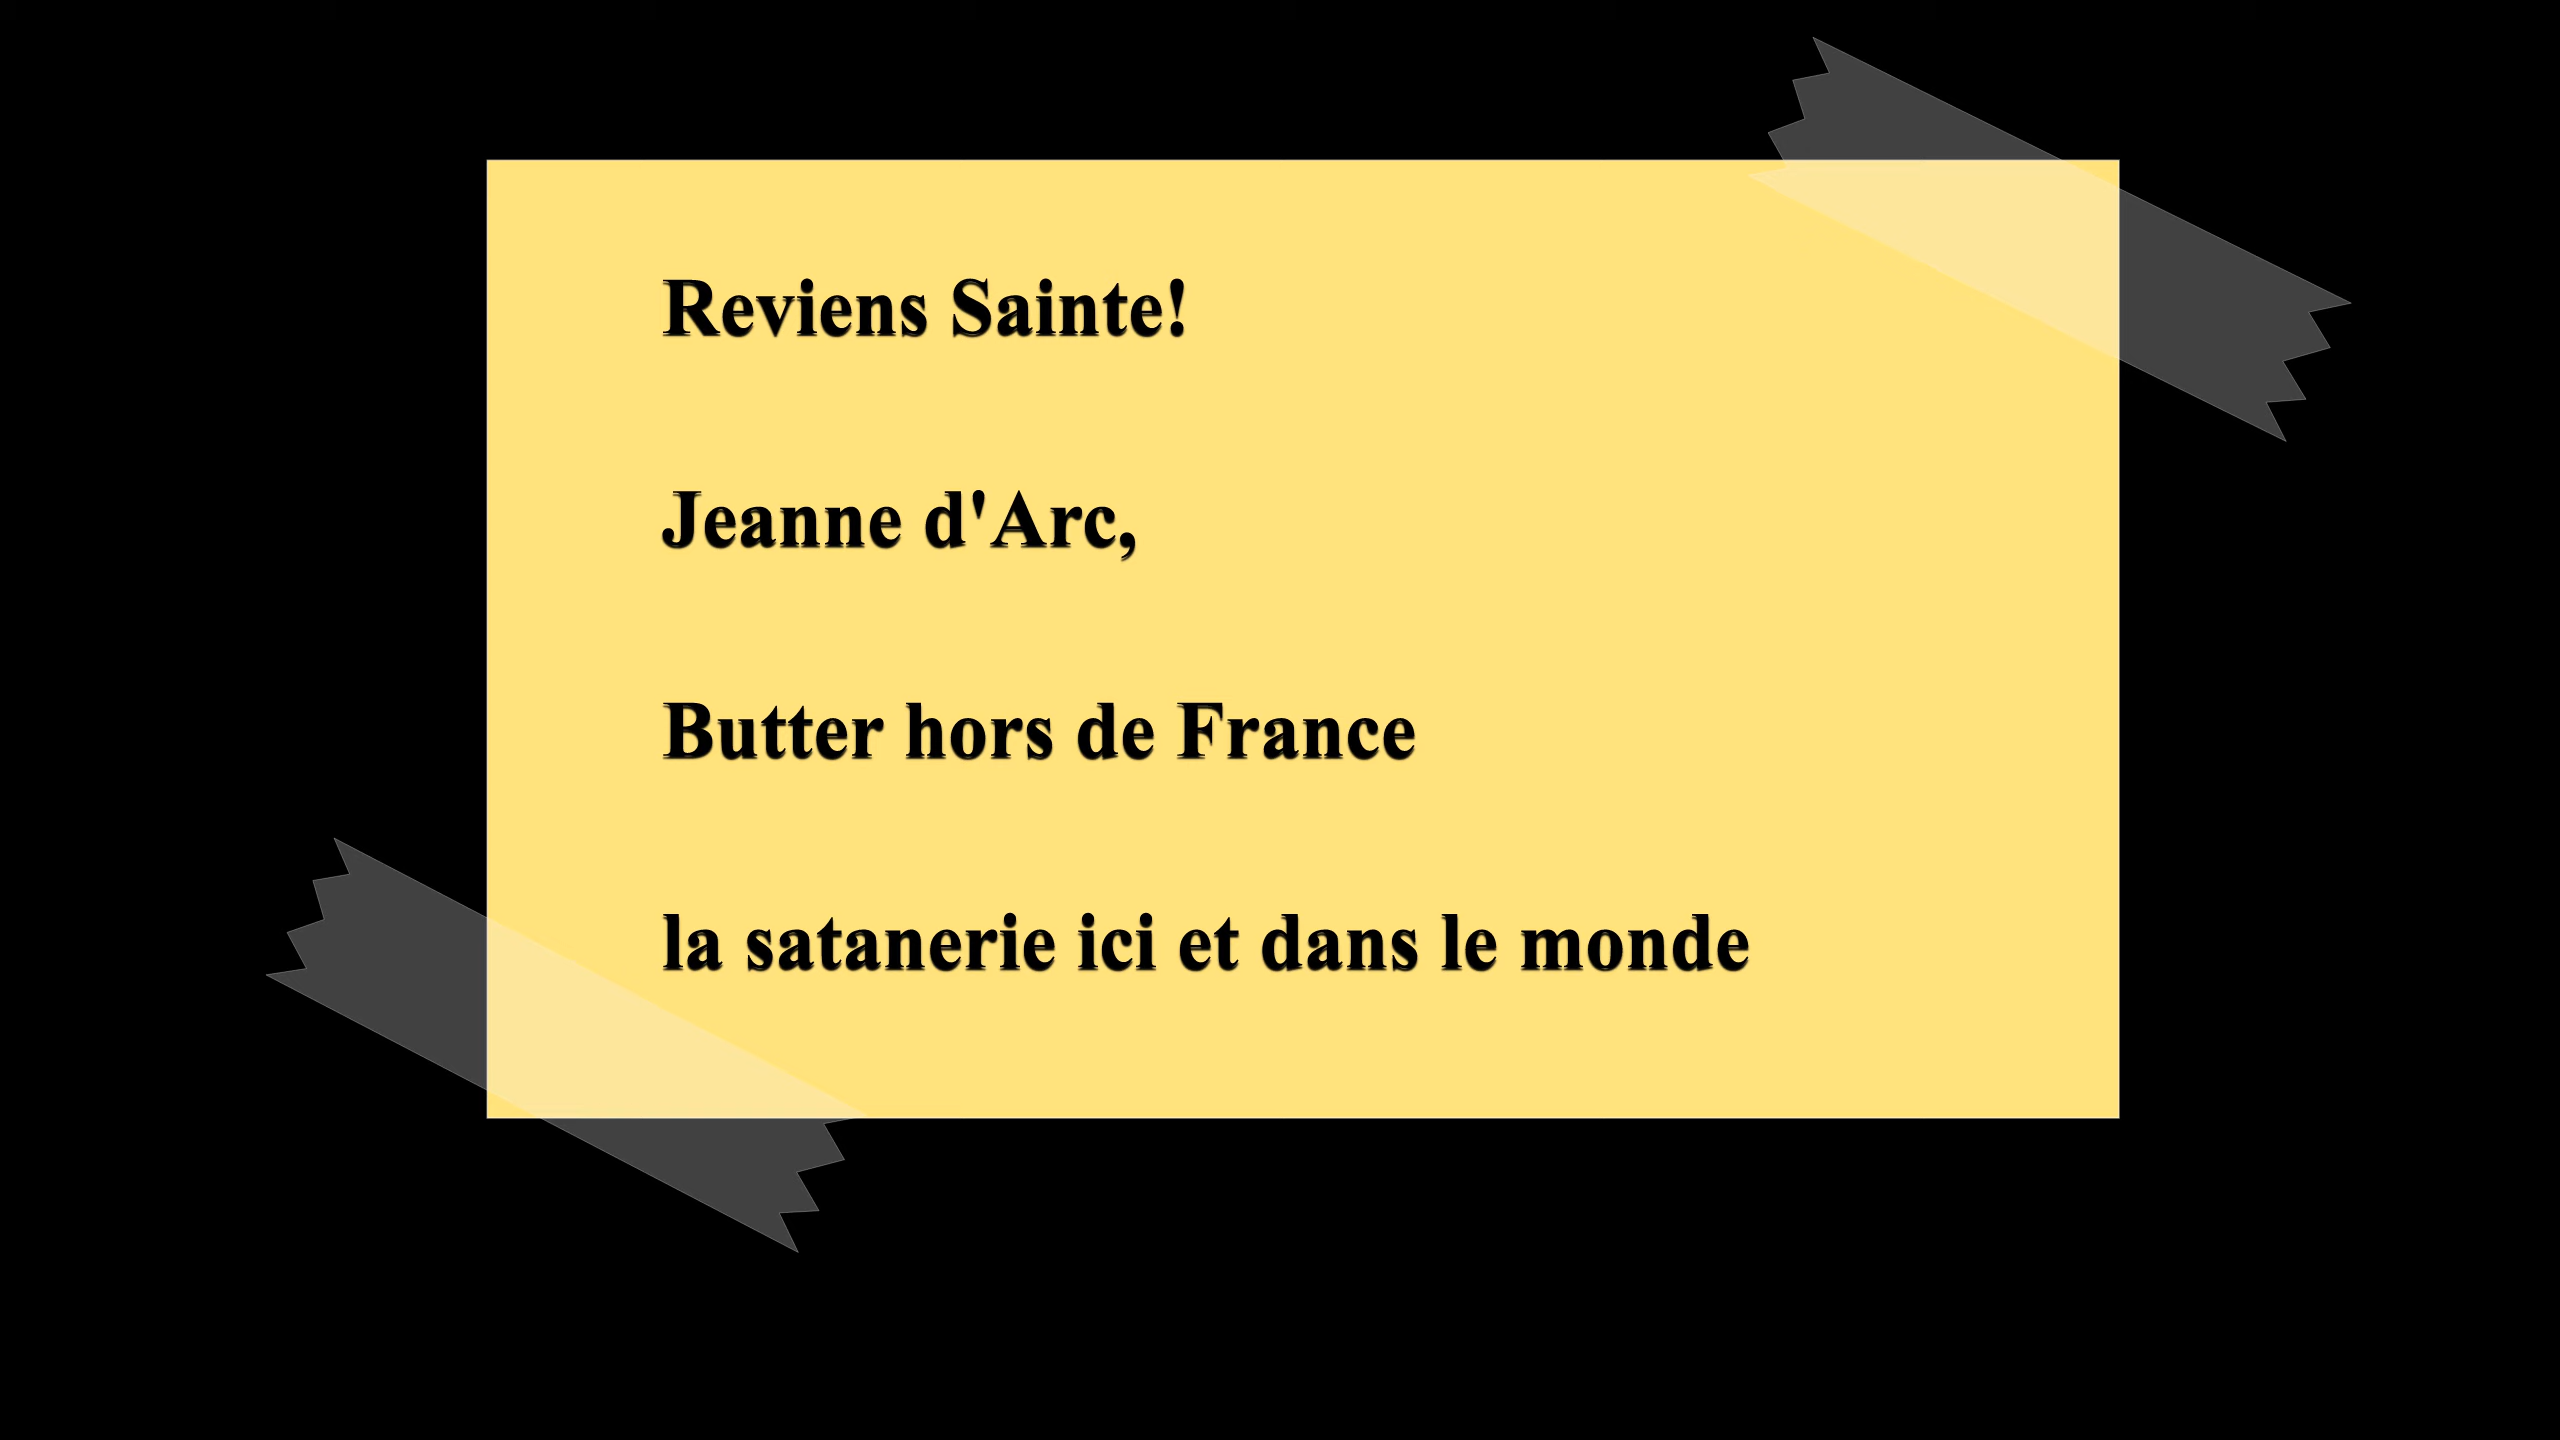 Reviens Sainte!
Jeanne d'Arc,
Butter hors de France
la satanerie ici et dans le monde